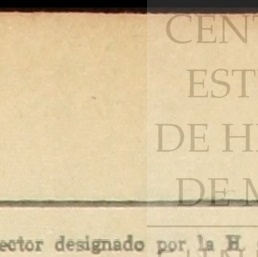 CENT
EST
DE H
DE M
ector designado por la H.